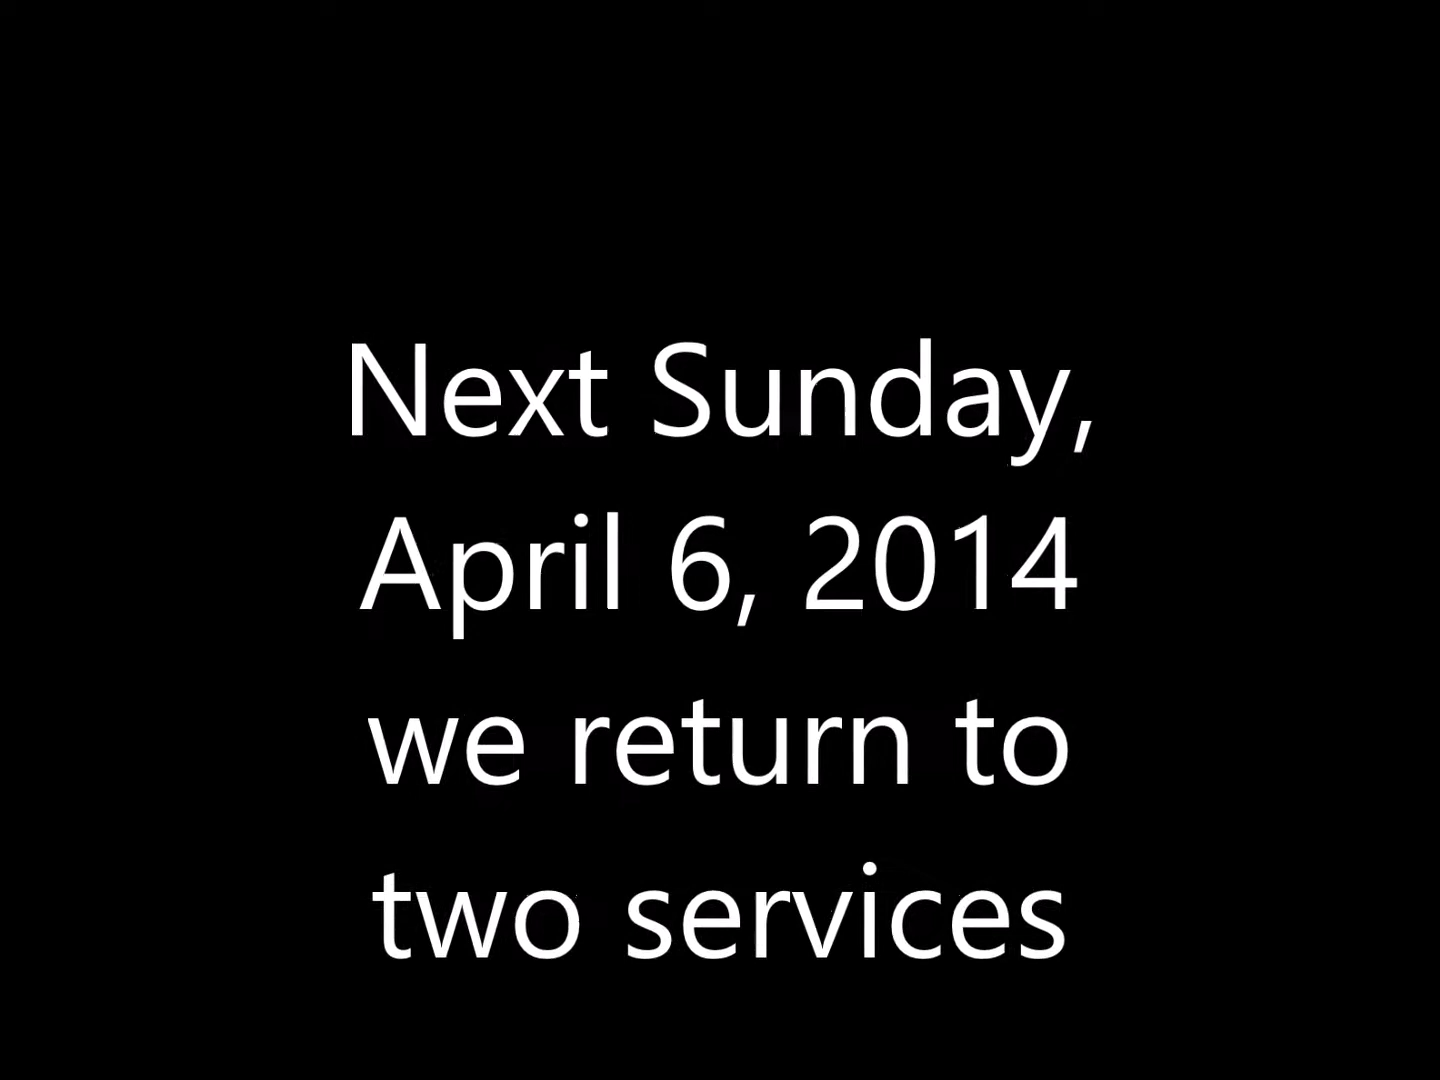 Next Sunday,
April 6, 2014
we return to
two services